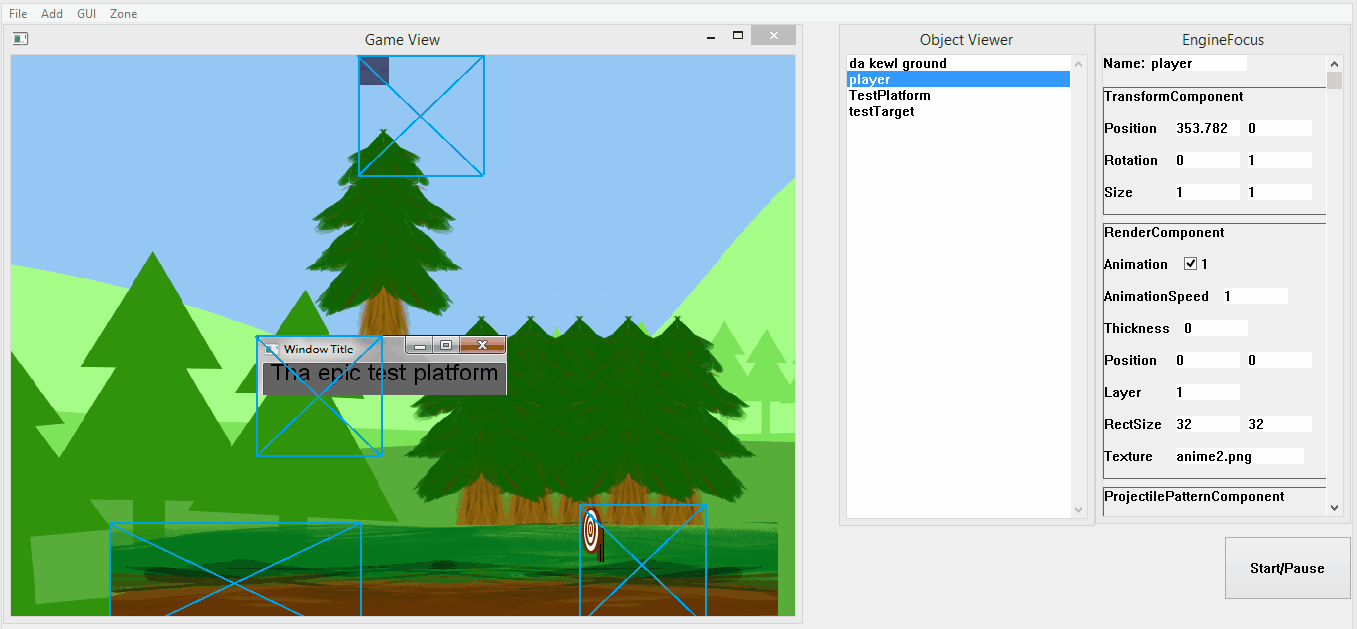 File Add GUI Zone
Game View
Window Title
Tha epic test platform
Object Viewer
da kewl ground
player
TestPlatform
testTarget
EngineFocus
Name: player
TransformComponent
Position 353.782 0
Rotation 0 1
Size 1 1
RenderComponent
Animation 1
AnimationSpeed 1
Thickness 0
Position 0 0
Layer 1
RectSize 32 32
Texture anime2.png
ProjectilePatternComponent
Start/Pause